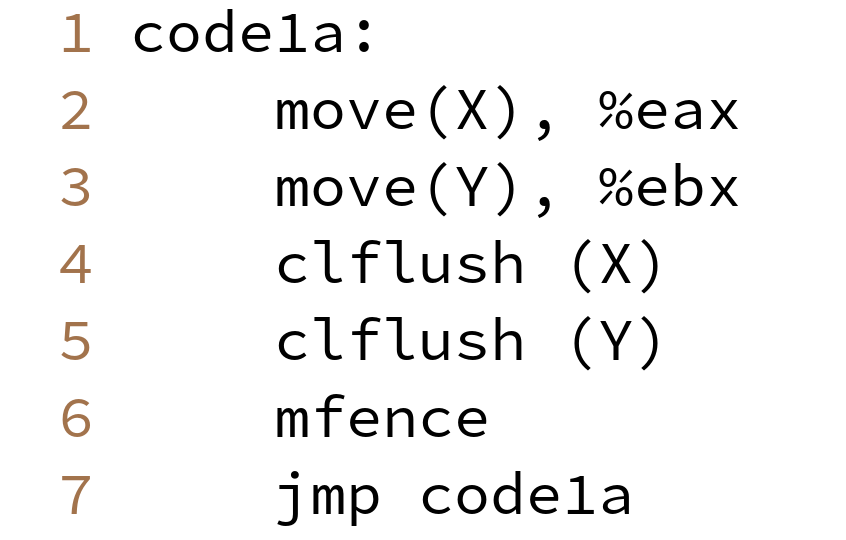 1 code1a:
2 move(X), %eax
3 move(Y), %ebx
4 clflush (X)
5 clflush (Y)
6 mfence
7 jmp code1a